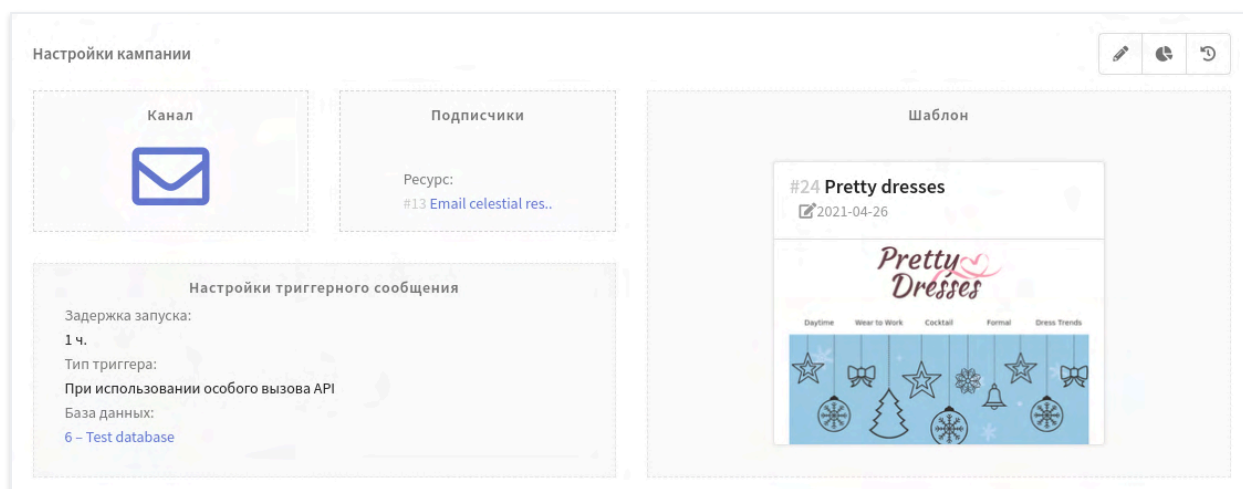 Настройки кампании
Канал
Подписчики
Ресурс:
#13 Email celestial res..
Настройки триггерного сообщения
Задержка запуска:
1 ч.
Тип триггера:
При использовании особого вызова API
База данных:
6 – Test database
Шаблон
#24 Pretty dresses
2021-04-26
Pretty
Dresses
Daytime Wear to Work Cocktail Formal Dress Trends